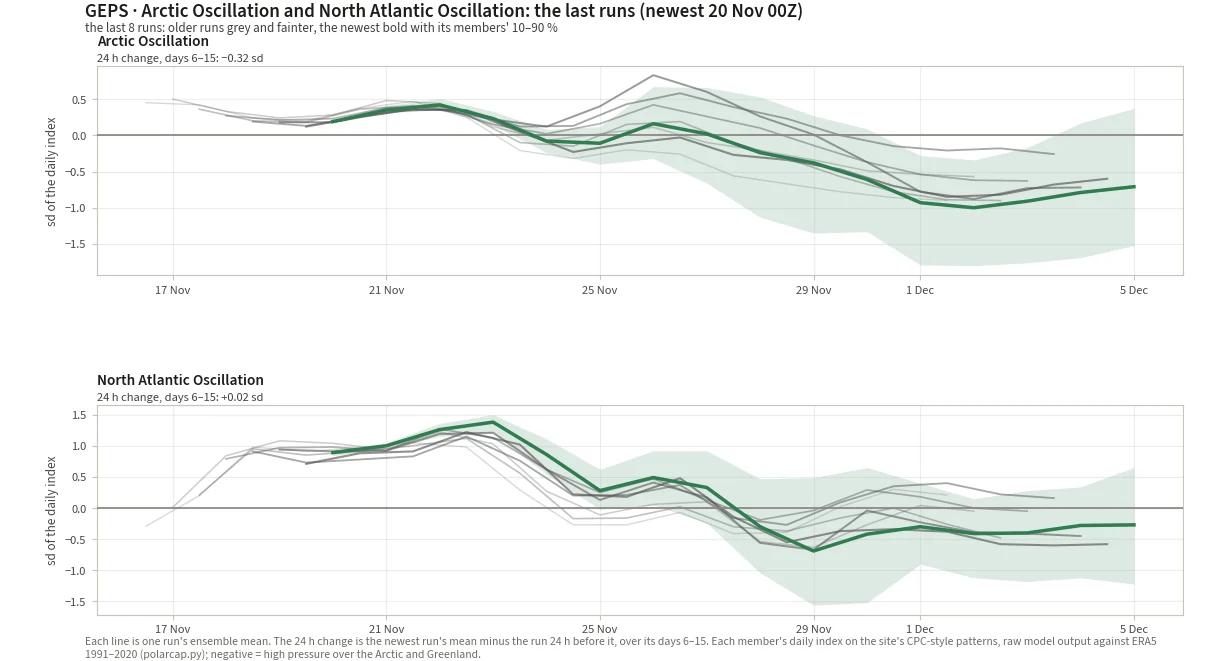 GEPS · Arctic Oscillation and North Atlantic Oscillation: the last runs (newest 20 Nov 00Z)
the last 8 runs: older runs grey and fainter, the newest bold with its members' 10–90 %
Arctic Oscillation
24 h change, days 6–15: −0.32 sd
sd of the daily index
0.5
0.0
−0.5
−1.0
−1.5
17 Nov 21 Nov 25 Nov 29 Nov 1 Dec 5 Dec
North Atlantic Oscillation
24 h change, days 6–15: +0.02 sd
sd of the daily index
1.5
1.0
0.5
0.0
−0.5
−1.0
−1.5
17 Nov 21 Nov 25 Nov 29 Nov 1 Dec 5 Dec
Each line is one run's ensemble mean. The 24 h change is the newest run's mean minus the run 24 h before it, over its days 6–15. Each member's daily index on the site's CPC-style patterns, raw model output against ERA5
1991–2020 (polarcap.py); negative = high pressure over the Arctic and Greenland.